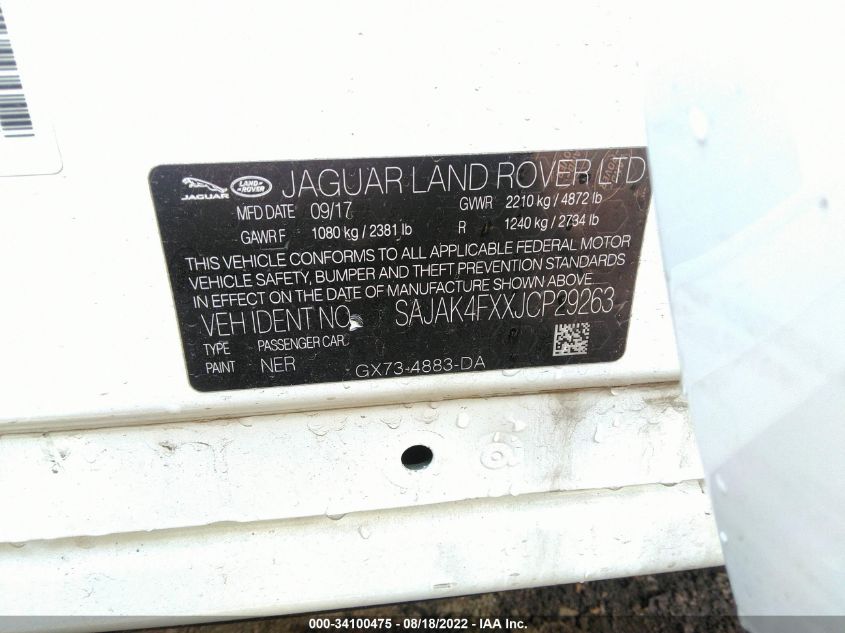 JAGUAR
LAND
ROVER
JAGUAR LAND ROVER LTD
MFD DATE 09/17 GVWR 2210 kg / 4872 lb
GAWR F 1080 kg / 2381 lb R 1240 kg / 2734 lb
THIS VEHICLE CONFORMS TO ALL APPLICABLE FEDERAL MOTOR
VEHICLE SAFETY, BUMPER AND THEFT PREVENTION STANDARDS
IN EFFECT ON THE DATE OF MANUFACTURE SHOWN ABOVE.
VEH IDENT NO. SAJAK4FXXJCP29263
TYPE PASSENGER CAR
PAINT NER GX73-4883-DA
000-34100475 - 08/18/2022 - IAA Inc.